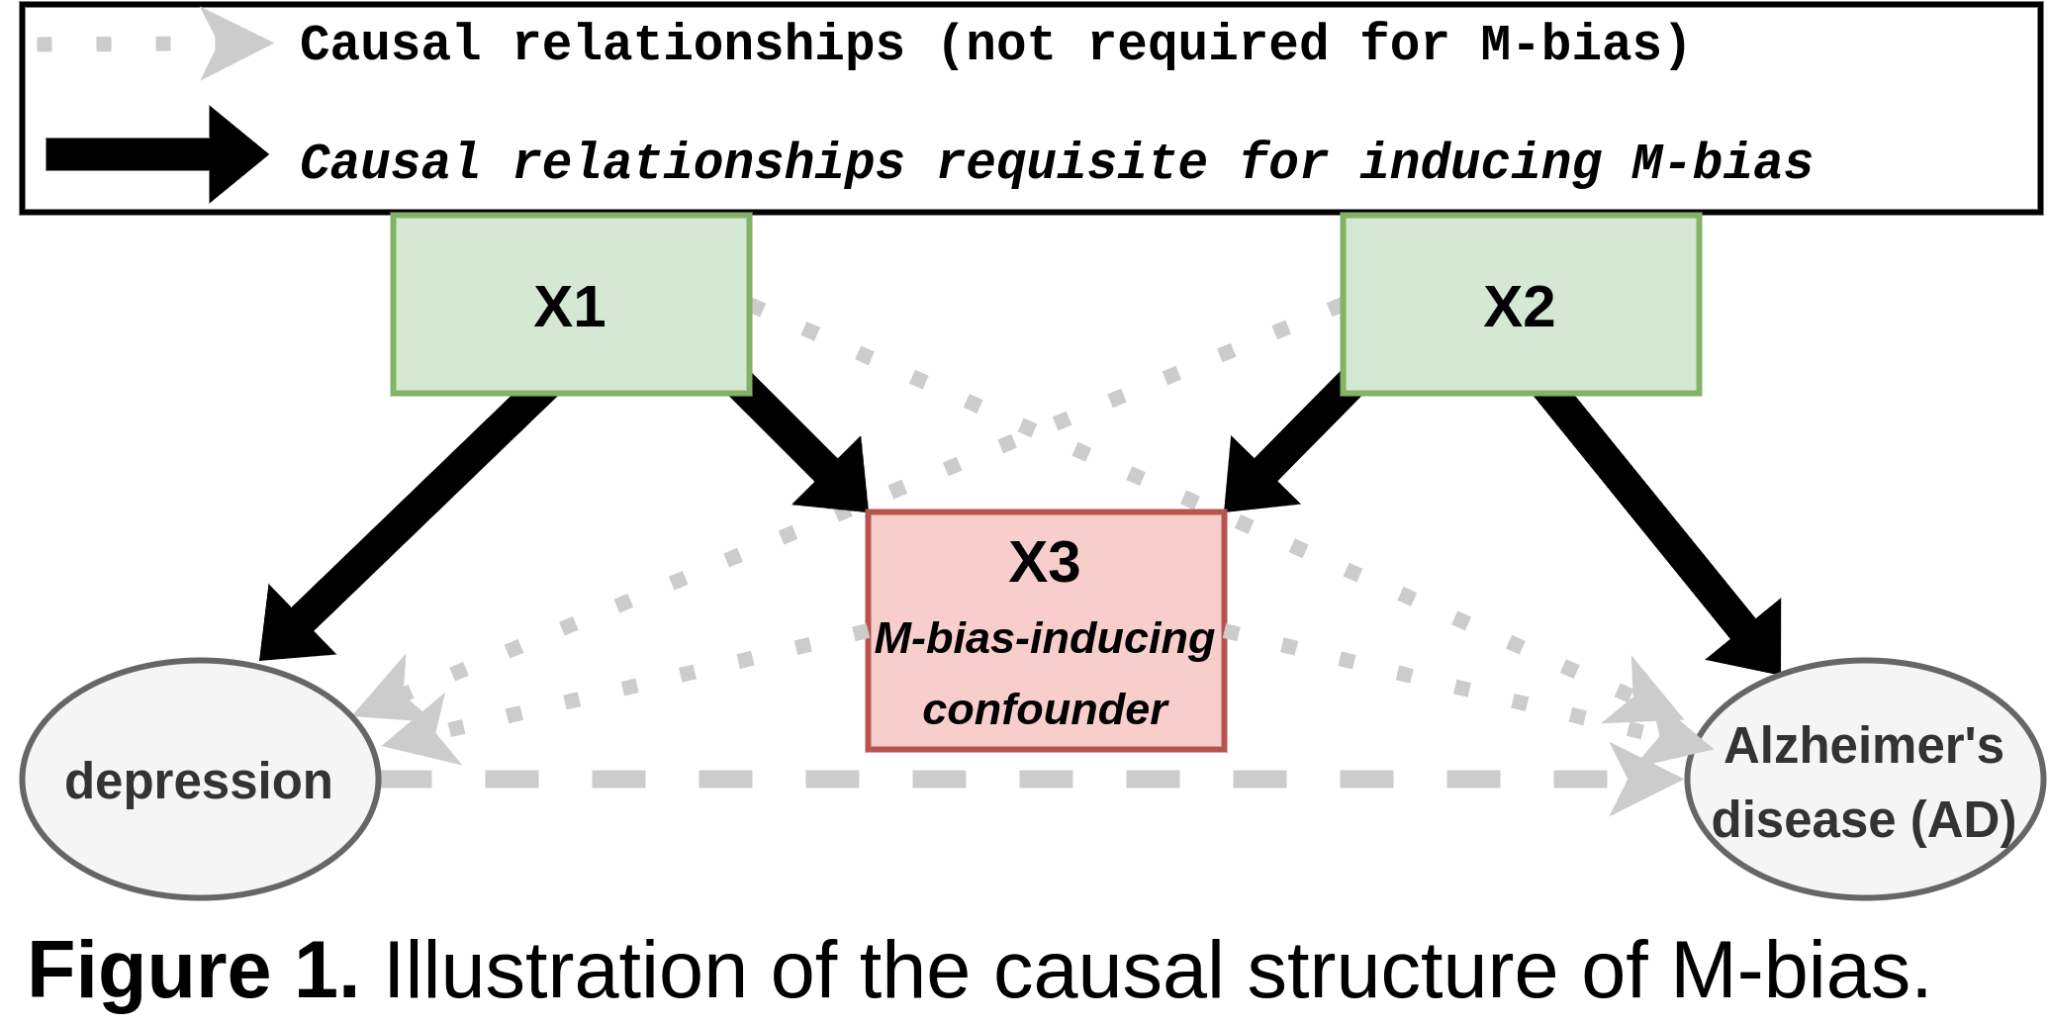 Causal relationships (not required for M-bias)
Causal relationships requisite for inducing M-bias
X1
X2
X3
M-bias-inducing
confounder
depression
Alzheimer's
disease (AD)
Figure 1. Illustration of the causal structure of M-bias.